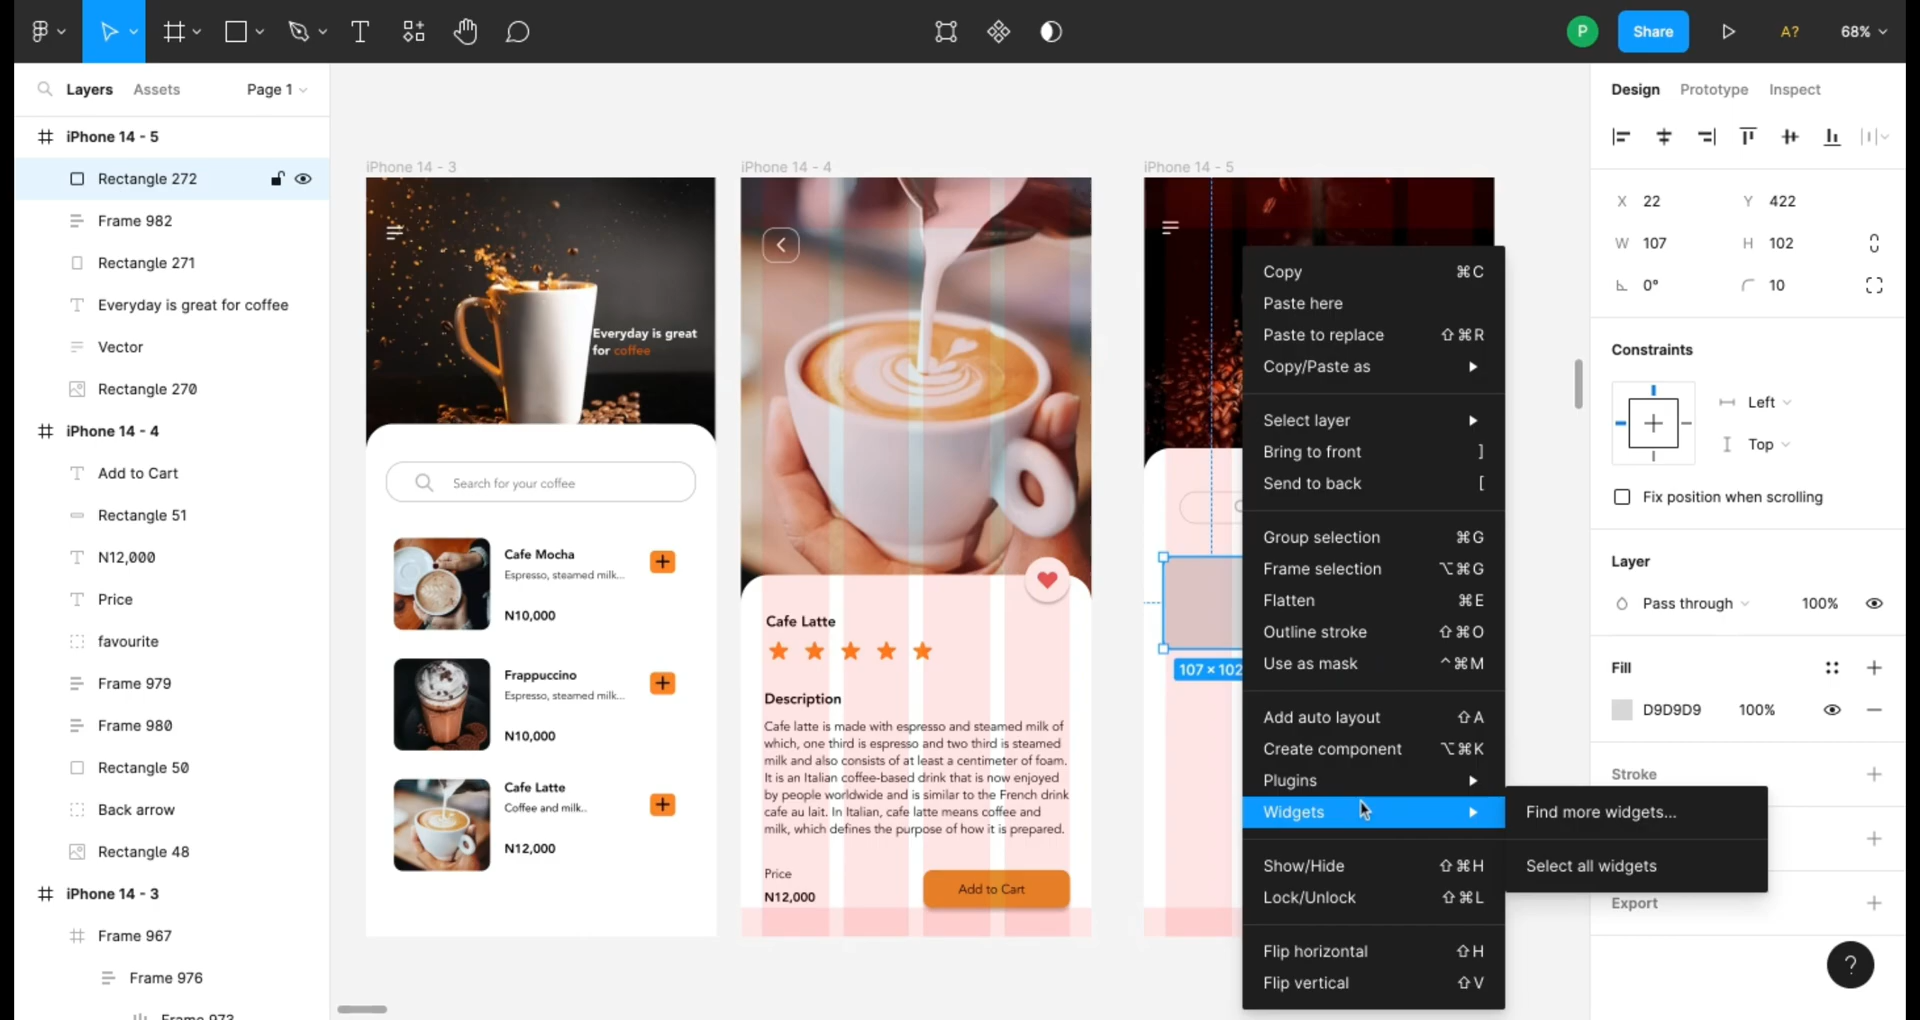 P
Share
A?
68%
Layers
Assets
Page 1
iPhone 14 - 5
Rectangle 272
Frame 982
Rectangle 271
Everyday is great for coffee
Vector
Rectangle 270
iPhone 14 - 4
Add to Cart
Rectangle 51
N12,000
Price
favourite
Frame 979
Frame 980
Rectangle 50
Back arrow
Rectangle 48
iPhone 14 - 3
Frame 967
Frame 976
Frame 973
iPhone 14 - 3
Everyday is great
for coffee
Search for your coffee
Cafe Mocha
Espresso, steamed milk...
N10,000
Frappuccino
Espresso, steamed milk...
N10,000
Cafe Latte
Coffee and milk..
N12,000
iPhone 14 - 4
Cafe Latte
Description
Cafe latte is made with espresso and steamed milk of
which, one third is espresso and two third is steamed
milk and also consists of at least a centimeter of foam.
It is an Italian coffee-based drink that is now enjoyed
by people worldwide and is similar to the French drink
cafe au lait. In Italian, cafe latte means coffee and
milk, which defines the purpose of how it is prepared.
Price
N12,000
Add to Cart
iPhone 14 - 5
107 × 102
Copy ⌘C
Paste here
Paste to replace ⇧⌘R
Copy/Paste as
Select layer
Bring to front ]
Send to back [
Group selection ⌘G
Frame selection ⌥⌘G
Flatten ⌘E
Outline stroke ⇧⌘O
Use as mask ^⌘M
Add auto layout ⇧A
Create component ⌥⌘K
Plugins
Widgets
Show/Hide ⇧⌘H
Lock/Unlock ⇧⌘L
Flip horizontal ⇧H
Flip vertical ⇧V
Find more widgets...
Select all widgets
Design
Prototype
Inspect
X 22
Y 422
W 107
H 102
0°
10
Constraints
Left
Top
Fix position when scrolling
Layer
Pass through
100%
Fill
D9D9D9
100%
Stroke
Export
?